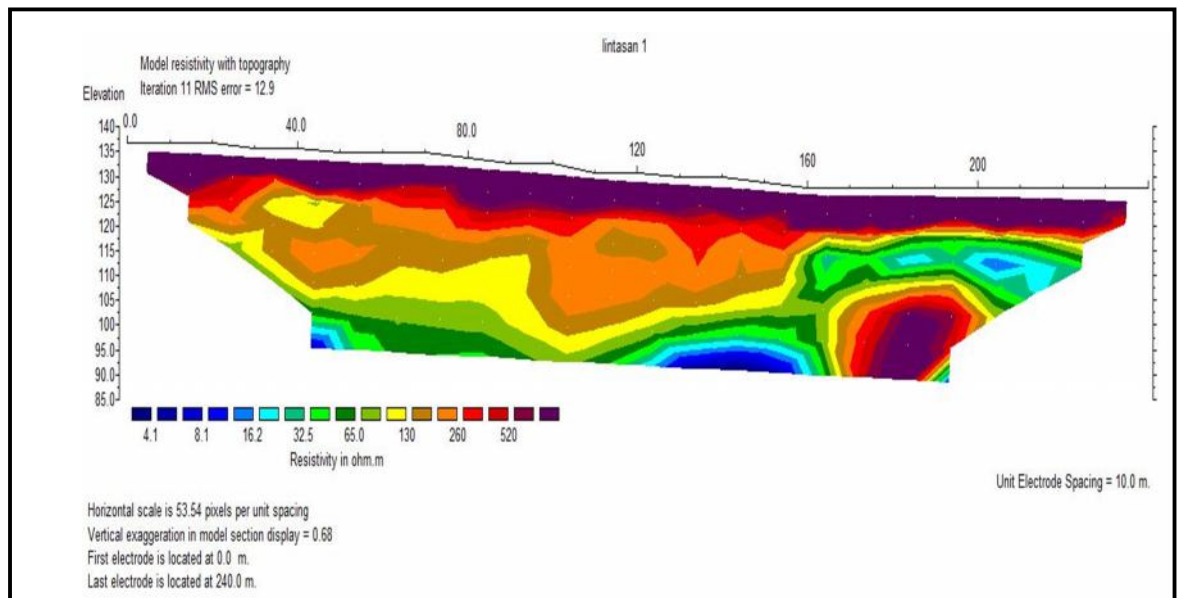 lintasan 1
Model resistivity with topography
Iteration 11 RMS error = 12.9
Elevation
0.0 40.0 80.0 120 160 200
140
135
130
125
120
115
110
105
100
95.0
90.0
85.0
4.1 8.1 16.2 32.5 65.0 130 260 520
Resistivity in ohm.m
Unit Electrode Spacing = 10.0 m.
Horizontal scale is 53.54 pixels per unit spacing
Vertical exaggeration in model section display = 0.68
First electrode is located at 0.0 m.
Last electrode is located at 240.0 m.